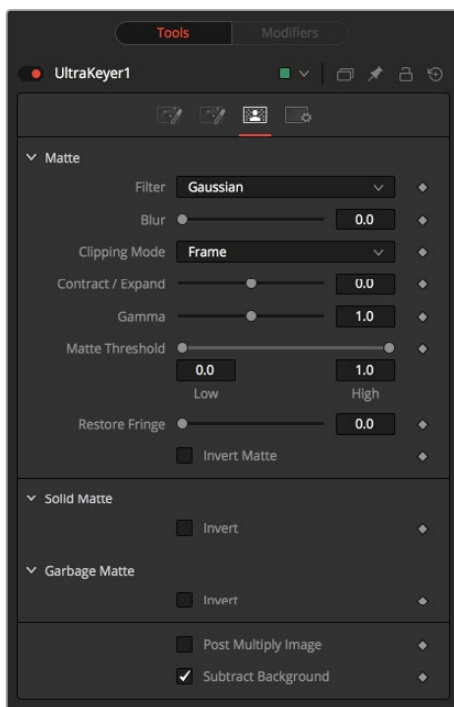 Tools Modifiers
UltraKeyer1
Matte
Filter Gaussian
Blur 0.0
Clipping Mode Frame
Contract / Expand 0.0
Gamma 1.0
Matte Threshold
0.0 1.0
Low High
Restore Fringe 0.0
Invert Matte
Solid Matte
Invert
Garbage Matte
Invert
Post Multiply Image
Subtract Background